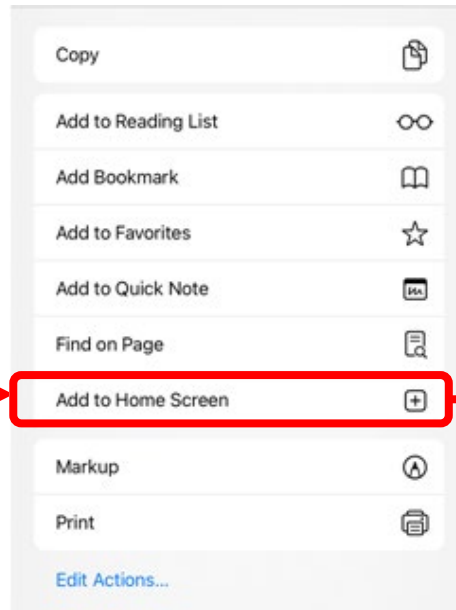 Copy
Add to Reading List
Add Bookmark
Add to Favorites
Add to Quick Note
Find on Page
Add to Home Screen
Markup
Print
Edit Actions...